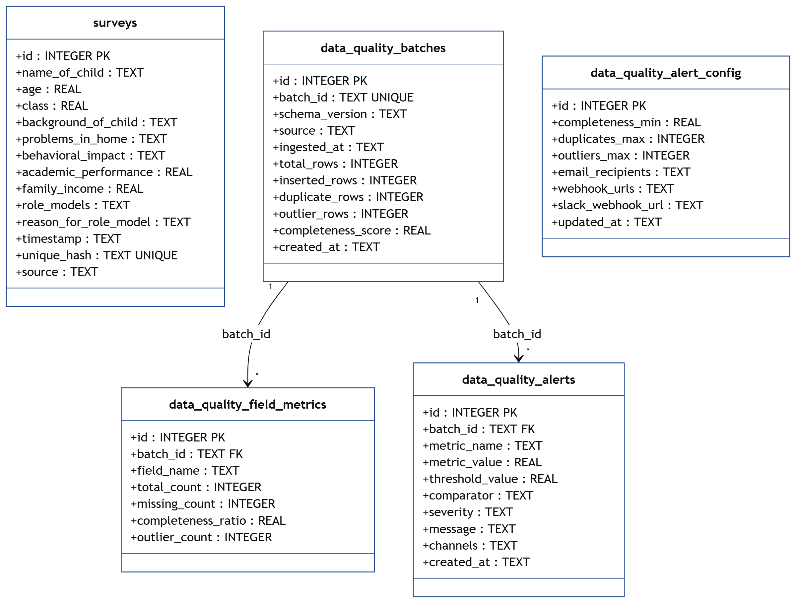 surveys
+id : INTEGER PK
+name_of_child : TEXT
+age : REAL
+class : REAL
+background_of_child : TEXT
+problems_in_home : TEXT
+behavioral_impact : TEXT
+academic_performance : REAL
+family_income : REAL
+role_models : TEXT
+reason_for_role_model : TEXT
+timestamp : TEXT
+unique_hash : TEXT UNIQUE
+source : TEXT
data_quality_batches
+id : INTEGER PK
+batch_id : TEXT UNIQUE
+schema_version : TEXT
+source : TEXT
+ingested_at : TEXT
+total_rows : INTEGER
+inserted_rows : INTEGER
+duplicate_rows : INTEGER
+outlier_rows : INTEGER
+completeness_score : REAL
+created_at : TEXT
data_quality_alert_config
+id : INTEGER PK
+completeness_min : REAL
+duplicates_max : INTEGER
+outliers_max : INTEGER
+email_recipients : TEXT
+webhook_urls : TEXT
+slack_webhook_url : TEXT
+updated_at : TEXT
1
batch_id
*
1
batch_id
*
data_quality_field_metrics
+id : INTEGER PK
+batch_id : TEXT FK
+field_name : TEXT
+total_count : INTEGER
+missing_count : INTEGER
+completeness_ratio : REAL
+outlier_count : INTEGER
data_quality_alerts
+id : INTEGER PK
+batch_id : TEXT FK
+metric_name : TEXT
+metric_value : REAL
+threshold_value : REAL
+comparator : TEXT
+severity : TEXT
+message : TEXT
+channels : TEXT
+created_at : TEXT